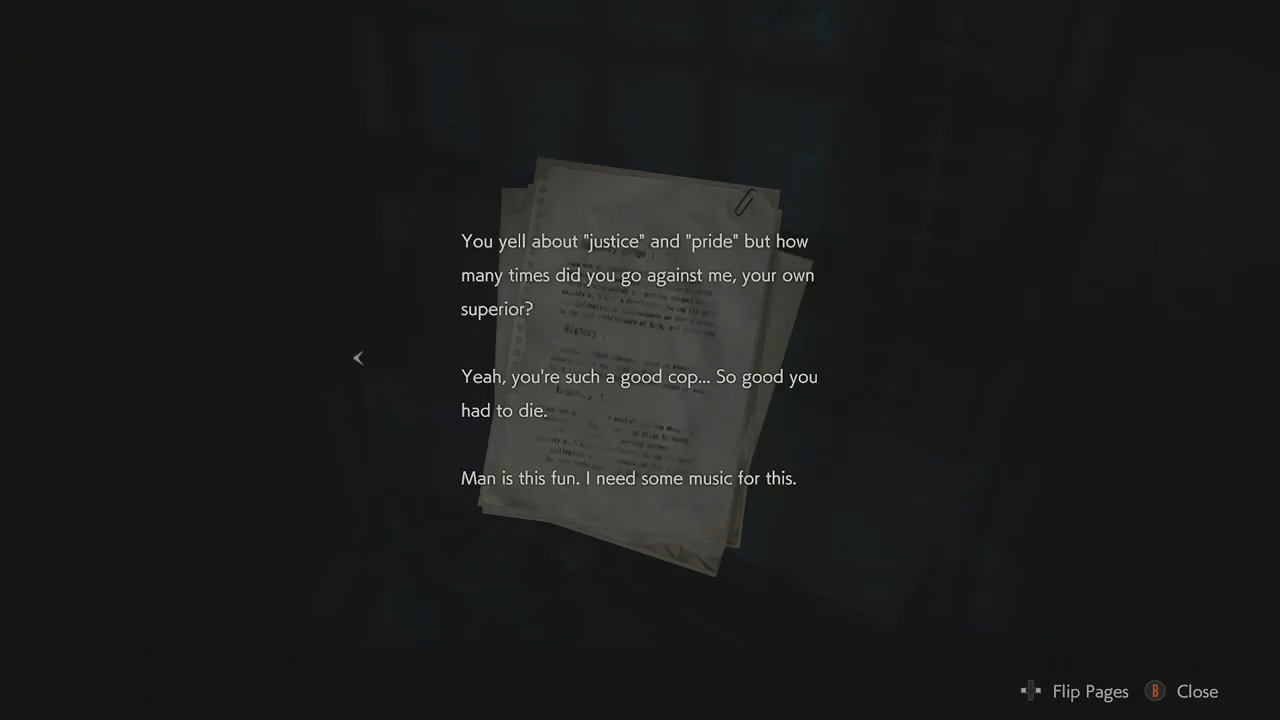 You yell about "justice" and "pride" but how
many times did you go against me, your own
superior?
Yeah, you're such a good cop... So good you
had to die.
Man is this fun. I need some music for this.
History :
Flip Pages B Close